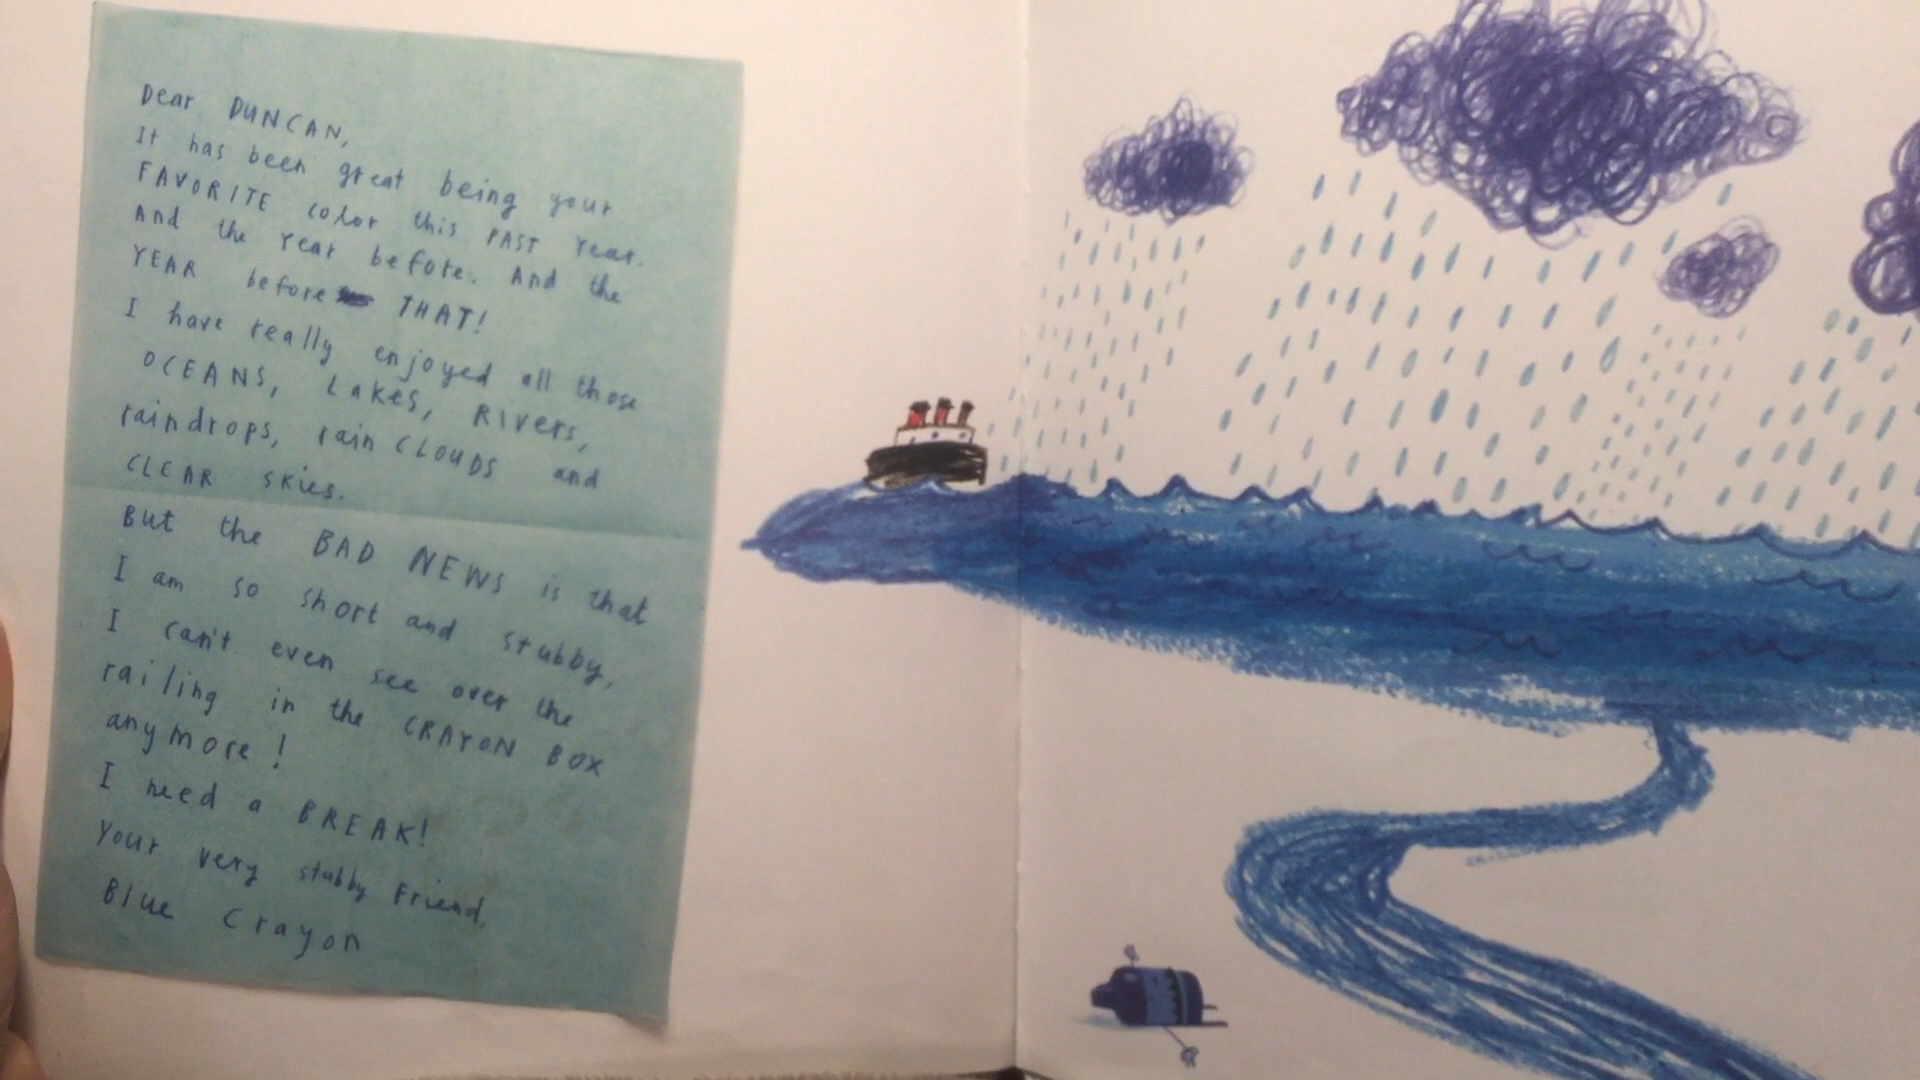 Dear DUNCAN,
It has been great being your
FAVORITE color this PAST Year.
And the Year before. And the
YEAR before THAT!
I have really enjoyed all those
OCEANS, Lakes, Rivers,
raindrops, rain CLOUDS and
CLEAR skies.
But the BAD NEWS is that
I am so short and stubby,
I can't even see over the
railing in the CRAYON BOX
anymore!
I need a BREAK!
Your very stubby friend,
Blue Crayon